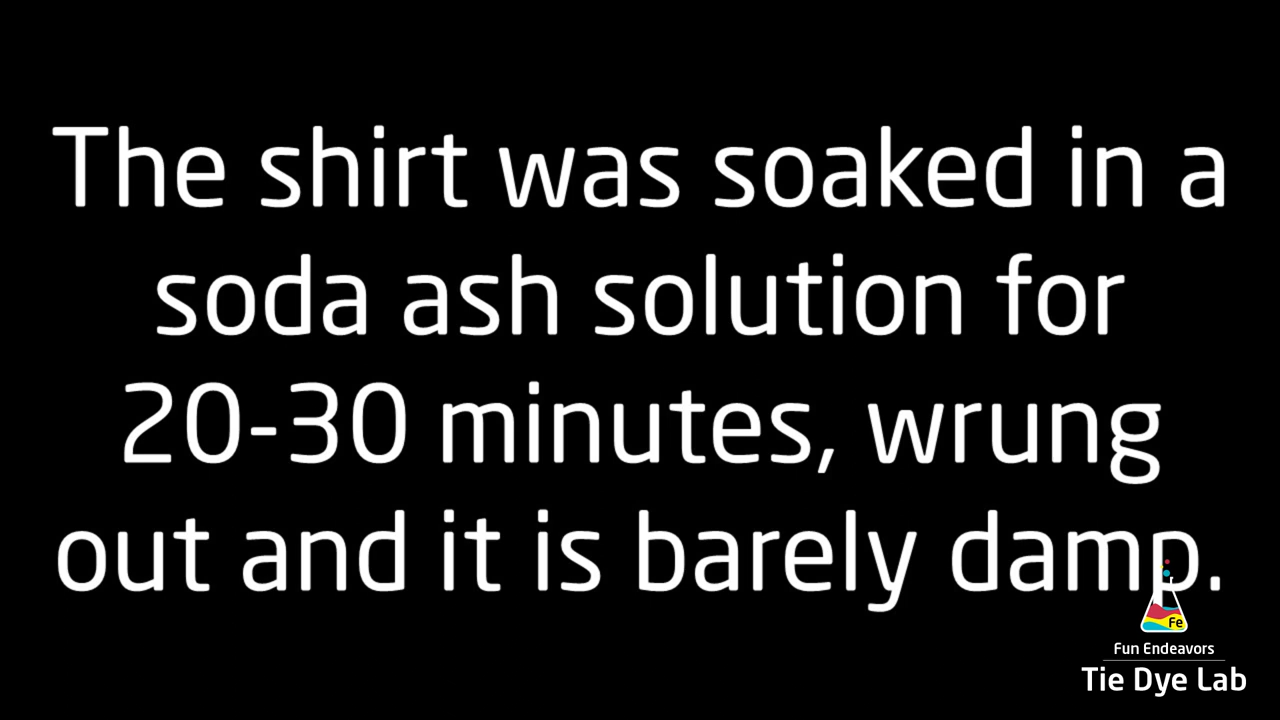 The shirt was soaked in a
soda ash solution for
20-30 minutes, wrung
out and it is barely damp.
Fe
Fun Endeavors
Tie Dye Lab